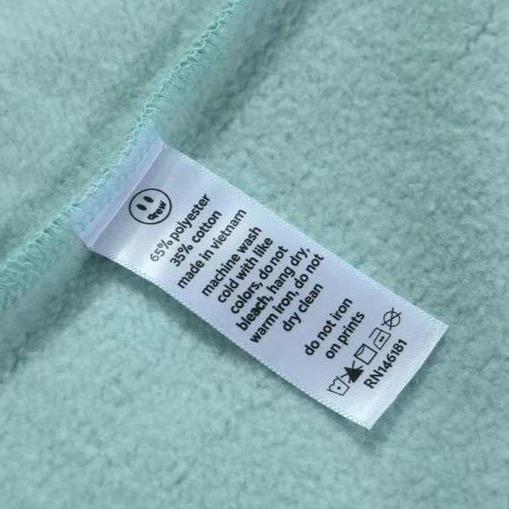 drew
65% polyester
35% cotton
made in vietnam
machine wash
cold with like
colors, do not
bleach, hang dry,
warm Iron, do not
dry clean
do not iron
on prints
RN146181